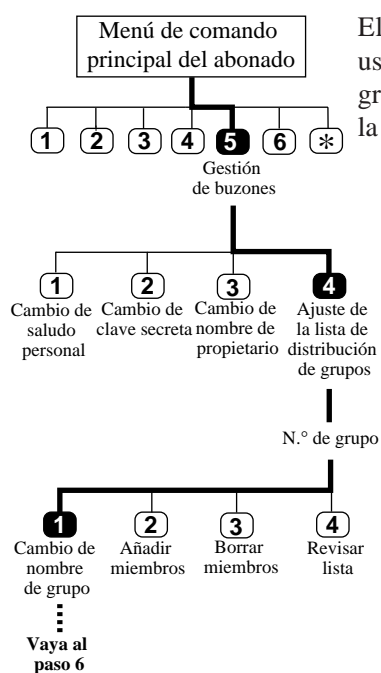 Menú de comando
principal del abonado
El
us
gr
la
1 2 3 4 5 6 *
Gestión
de buzones
1 2 3 4
Cambio de
saludo
personal
Cambio de
clave secreta
Cambio de
nombre de
propietario
Ajuste de
la lista de
distribución
de grupos
N.° de grupo
1 2 3 4
Cambio de
nombre
de grupo
Añadir
miembros
Borrar
miembros
Revisar
lista
Vaya al
paso 6